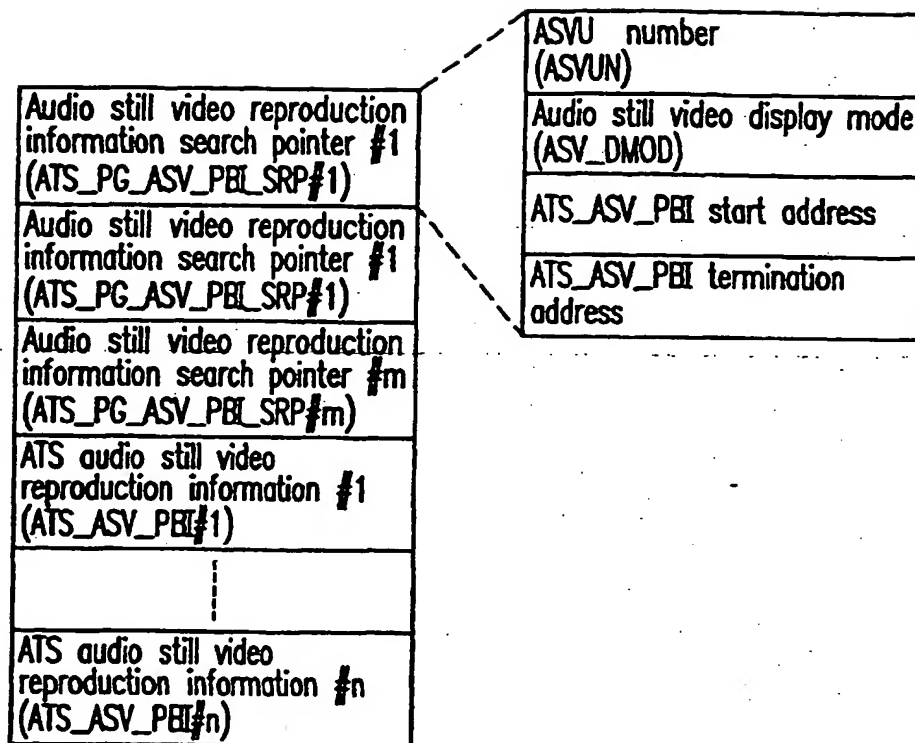 Audio still video reproduction
information search pointer #1
(ATS_PG_ASV_PBI_SRP#1)
Audio still video reproduction
information search pointer #1
(ATS_PG_ASV_PBI_SRP#1)
Audio still video reproduction
information search pointer #m
(ATS_PG_ASV_PBI_SRP#m)
ATS audio still video
reproduction information #1
(ATS_ASV_PBI#1)
ATS audio still video
reproduction information #n
(ATS_ASV_PBI#n)
ASVU number
(ASVUN)
Audio still video display mode
(ASV_DMOD)
ATS_ASV_PBI start address
ATS_ASV_PBI termination
address